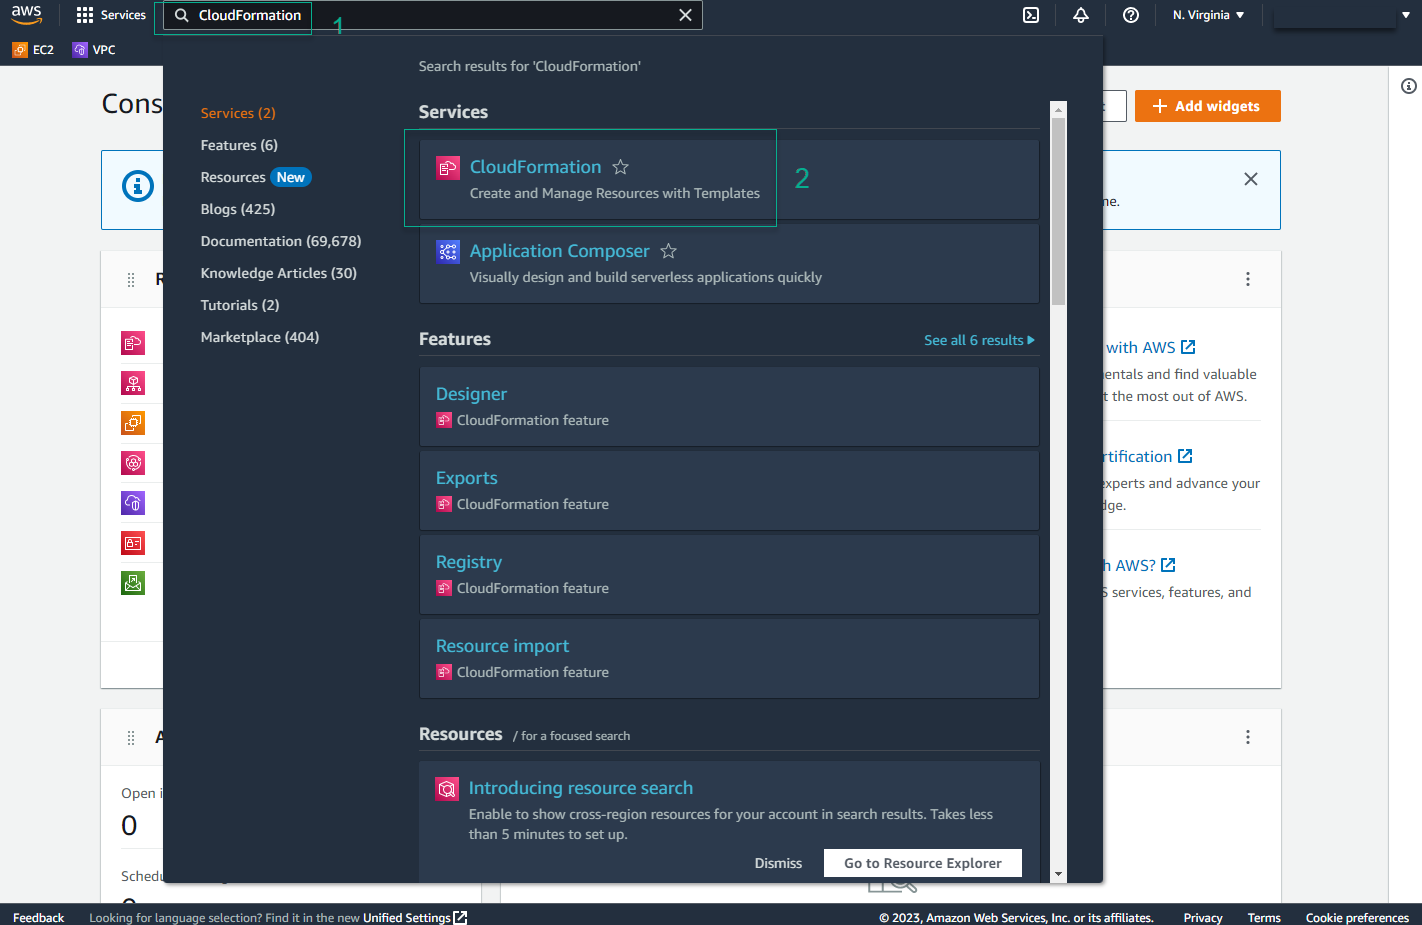 aws
Services
CloudFormation
1
N. Virginia
EC2
VPC
Search results for 'CloudFormation'
Cons
Services (2)
Features (6)
Resources New
Blogs (425)
Documentation (69,678)
Knowledge Articles (30)
Tutorials (2)
Marketplace (404)
Services
CloudFormation
Create and Manage Resources with Templates
2
Application Composer
Visually design and build serverless applications quickly
Features
See all 6 results
Designer
CloudFormation feature
Exports
CloudFormation feature
Registry
CloudFormation feature
Resource import
CloudFormation feature
Resources / for a focused search
Introducing resource search
Enable to show cross-region resources for your account in search results. Takes less
than 5 minutes to set up.
Dismiss
Go to Resource Explorer
Add widgets
me.
with AWS
entals and find valuable
t the most out of AWS.
rtification
experts and advance your
dge.
h AWS?
S services, features, and
Open i
0
Schedu
Feedback
Looking for language selection? Find it in the new Unified Settings
© 2023, Amazon Web Services, Inc. or its affiliates.
Privacy
Terms
Cookie preferences